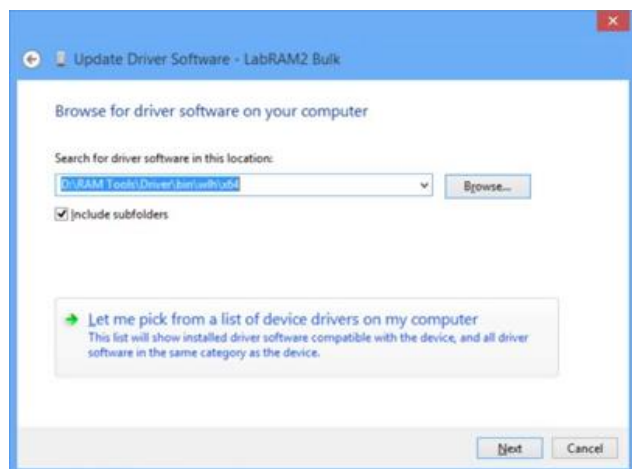 Update Driver Software - LabRAM2 Bulk
Browse for driver software on your computer
Search for driver software in this location:
D:\RAM Tools\Driver\bin\wlh\x64
Browse...
Include subfolders
Let me pick from a list of device drivers on my computer
This list will show installed driver software compatible with the device, and all driver
software in the same category as the device.
Next
Cancel